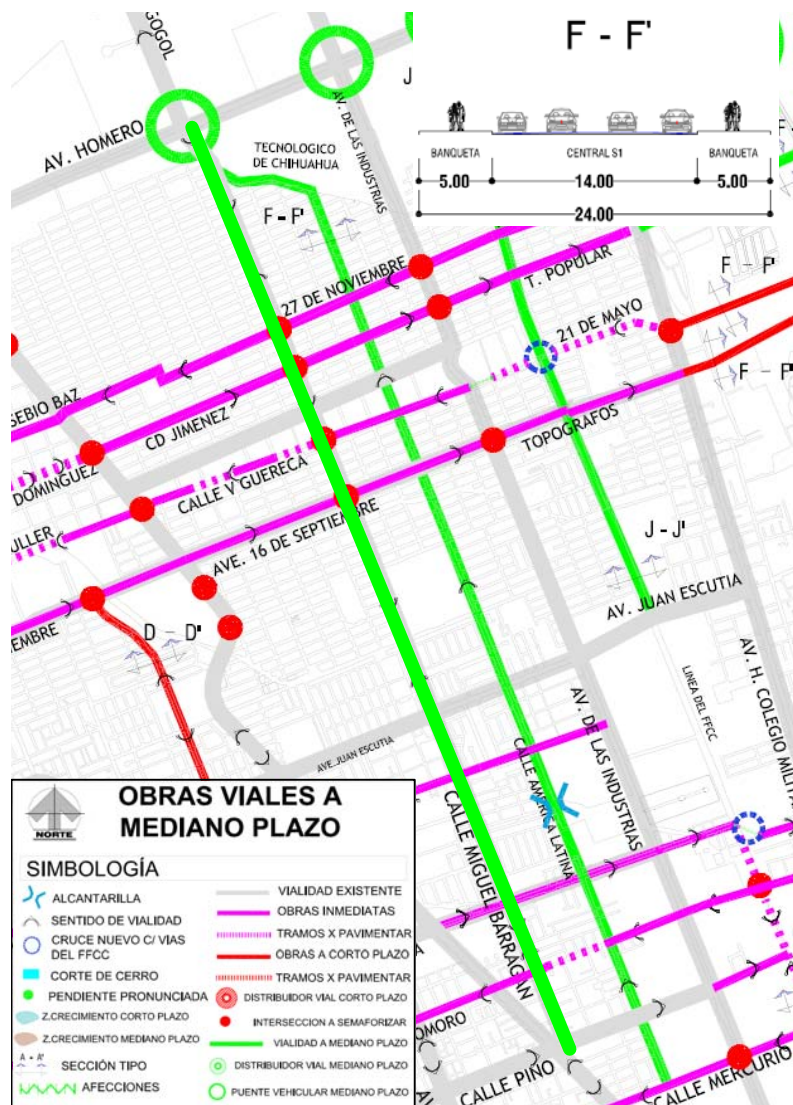 F - F'
BANQUETA
CENTRAL S1
BANQUETA
5.00
14.00
5.00
24.00
GOGOL
AV. HOMERO
AV. DE LAS INDUSTRIAS
J
TECNOLOGICO
DE CHIHUAHUA
F - F'
F -
27 DE NOVIEMBRE
T. POPULAR
F - F'
21 DE MAYO
F - F'
SEBIO BAZ
CD JIMENEZ
DOMINGUEZ
CALLE V GUERECA
TOPOGRAFOS
ULLER
AVE. 16 DE SEPTIEMBRE
J - J'
AV. JUAN ESCUTIA
IEMBRE
D - D'
LINEA DEL FFCC
AV. H. COLEGIO MILITA
AV. DE LAS INDUSTRIAS
AVE JUAN ESCUTIA
CALLE AMERICA LATINA
CALLE MIGUEL BÁRRAGAN
OMORO
CALLE PINO
CALLE MERCURIO
AV
A
NORTE
OBRAS VIALES A
MEDIANO PLAZO
SIMBOLOGÍA
ALCANTARILLA
SENTIDO DE VIALIDAD
CRUCE NUEVO C/ VIAS
DEL FFCC
CORTE DE CERRO
PENDIENTE PRONUNCIADA
Z.CRECIMIENTO CORTO PLAZO
Z.CRECIMIENTO MEDIANO PLAZO
A - A'
SECCIÓN TIPO
AFECCIONES
VIALIDAD EXISTENTE
OBRAS INMEDIATAS
TRAMOS X PAVIMENTAR
OBRAS A CORTO PLAZO
TRAMOS X PAVIMENTAR
DISTRIBUIDOR VIAL CORTO PLAZO
INTERSECCION A SEMAFORIZAR
VIALIDAD A MEDIANO PLAZO
DISTRIBUIDOR VIAL MEDIANO PLAZO
PUENTE VEHICULAR MEDIANO PLAZO